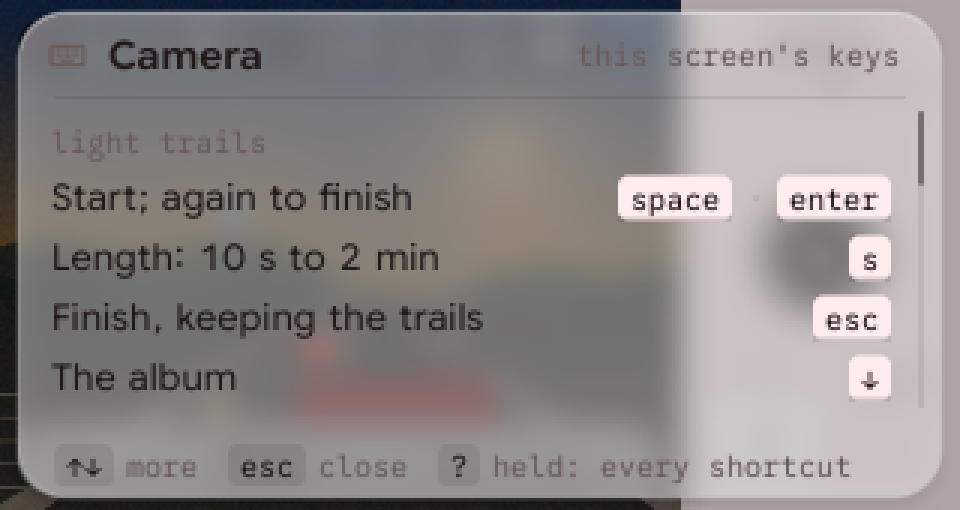 Camera this screen's keys
light trails
Start; again to finish space · enter
Length: 10 s to 2 min s
Finish, keeping the trails esc
The album ↓
↑↓ more esc close ? held: every shortcut